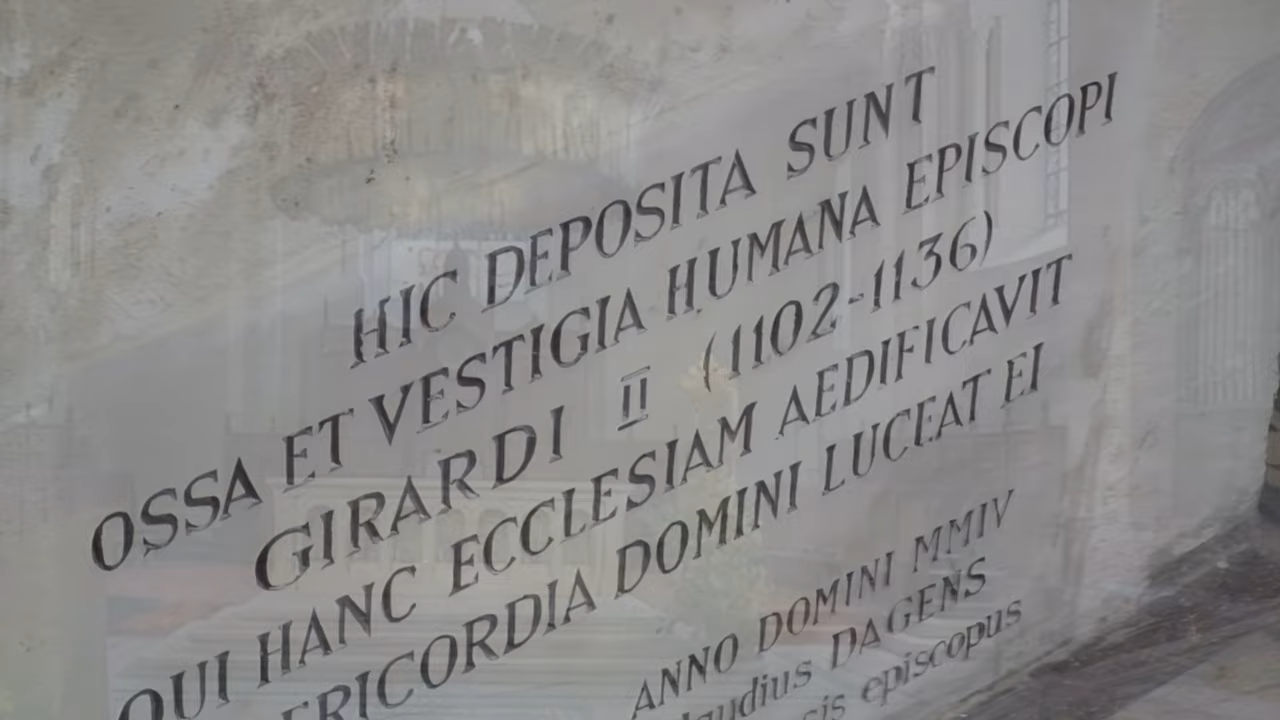 HIC DEPOSITA SUNT
OSSA ET VESTIGIA HUMANA EPISCOPI
GIRARDI II (1102-1136)
QUI HANC ECCLESIAM AEDIFICAVIT
DOMINI LUCEAT EI
ANNO DOMINI MMIV
DAGENS
episcopus